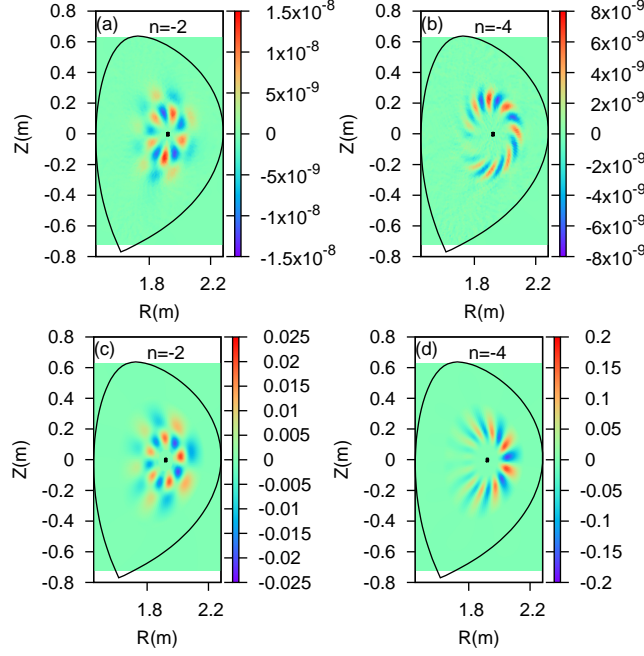 (a) n=-2
0.8
0.6
0.4
0.2
0
-0.2
-0.4
-0.6
-0.8
Z(m)
1.8 2.2
R(m)
1.5x10-8
1x10-8
5x10-9
0
-5x10-9
-1x10-8
-1.5x10-8
(b) n=-4
0.8
0.6
0.4
0.2
0
-0.2
-0.4
-0.6
-0.8
Z(m)
1.8 2.2
R(m)
8x10-9
6x10-9
4x10-9
2x10-9
0
-2x10-9
-4x10-9
-6x10-9
-8x10-9
(c) n=-2
0.8
0.6
0.4
0.2
0
-0.2
-0.4
-0.6
-0.8
Z(m)
1.8 2.2
R(m)
0.025
0.02
0.015
0.01
0.005
0
-0.005
-0.01
-0.015
-0.02
-0.025
(d) n=-4
0.8
0.6
0.4
0.2
0
-0.2
-0.4
-0.6
-0.8
Z(m)
1.8 2.2
R(m)
0.2
0.15
0.1
0.05
0
-0.05
-0.1
-0.15
-0.2